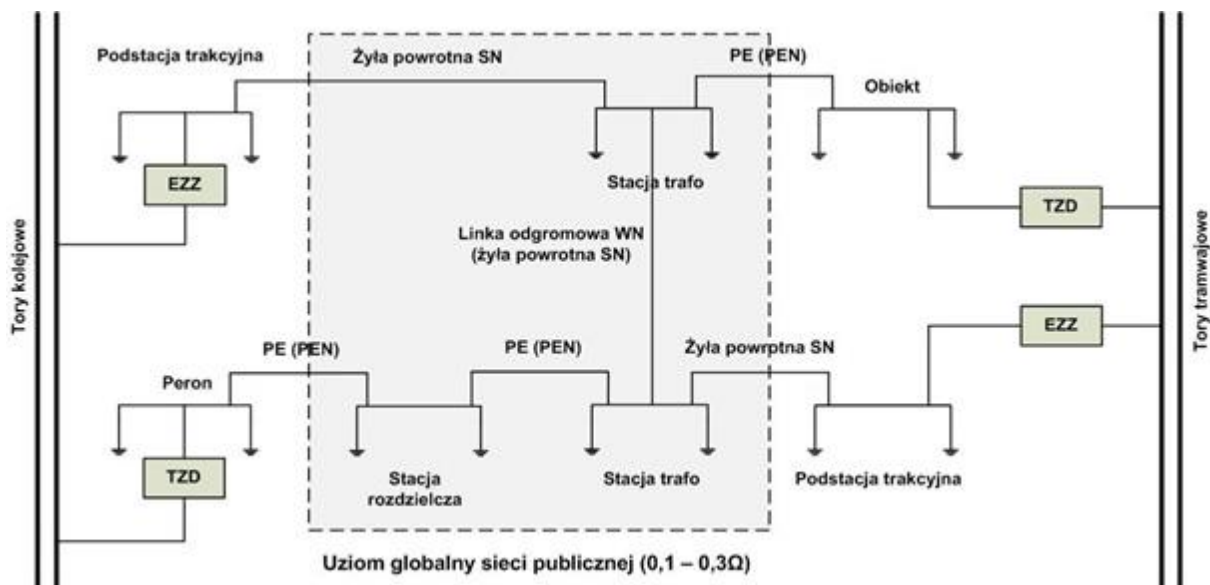 Podstacja trakcyjna
Żyła powrotna SN
PE (PEN)
Obiekt
EZZ
Stacja trafo
TZD
Linka odgromowa WN
(żyła powrotna SN)
Tory kolejowe
Tory tramwajowe
EZZ
PE (PEN)
PE (PEN)
Żyła powrotna SN
Peron
TZD
Stacja
rozdzielcza
Stacja trafo
Podstacja trakcyjna
Uziom globalny sieci publicznej (0,1 – 0,3Ω)